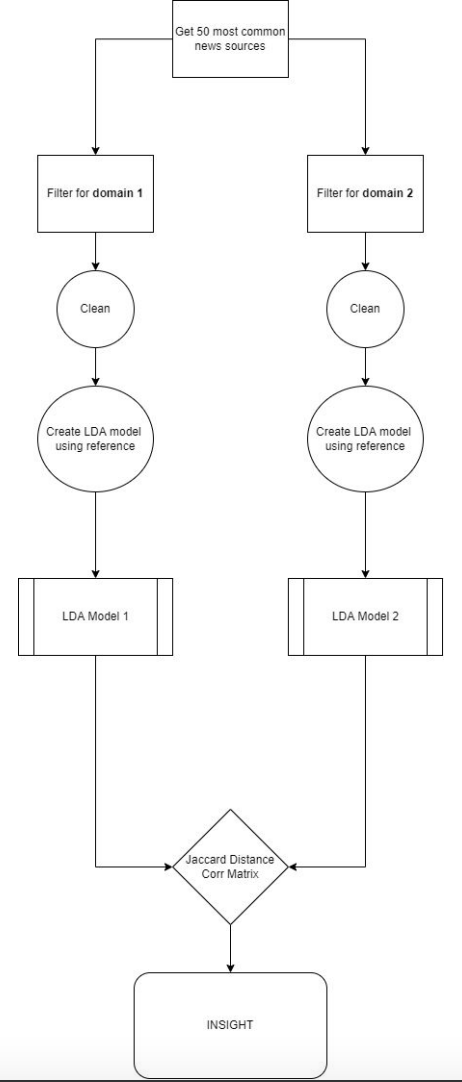 Get 50 most common
news sources
Filter for domain 1
Filter for domain 2
Clean
Clean
Create LDA model
using reference
Create LDA model
using reference
LDA Model 1
LDA Model 2
Jaccard Distance
Corr Matrix
INSIGHT